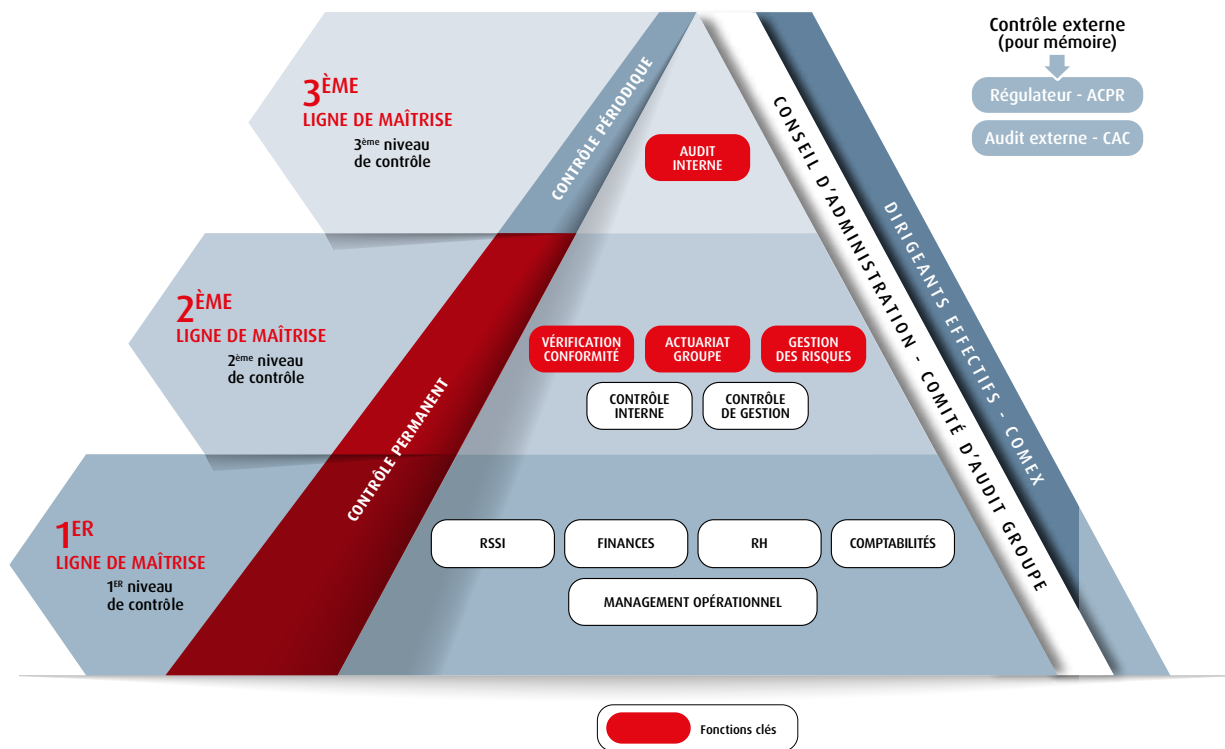 Contrôle externe
(pour mémoire)
Régulateur - ACPR
Audit externe - CAC
3ÈME
LIGNE DE MAÎTRISE
3ème niveau
de contrôle
CONTRÔLE PÉRIODIQUE
AUDIT
INTERNE
CONSEIL D'ADMINISTRATION - COMITÉ D'AUDIT GROUPE
DIRIGEANTS EFFECTIFS - COMEX
2ÈME
LIGNE DE MAÎTRISE
2ème niveau
de contrôle
CONTRÔLE PERMANENT
VÉRIFICATION
CONFORMITÉ
ACTUARIAT
GROUPE
GESTION
DES RISQUES
CONTRÔLE
INTERNE
CONTRÔLE
DE GESTION
1ER
LIGNE DE MAÎTRISE
1ER niveau
de contrôle
RSSI
FINANCES
RH
COMPTABILITÉS
MANAGEMENT OPÉRATIONNEL
Fonctions clés